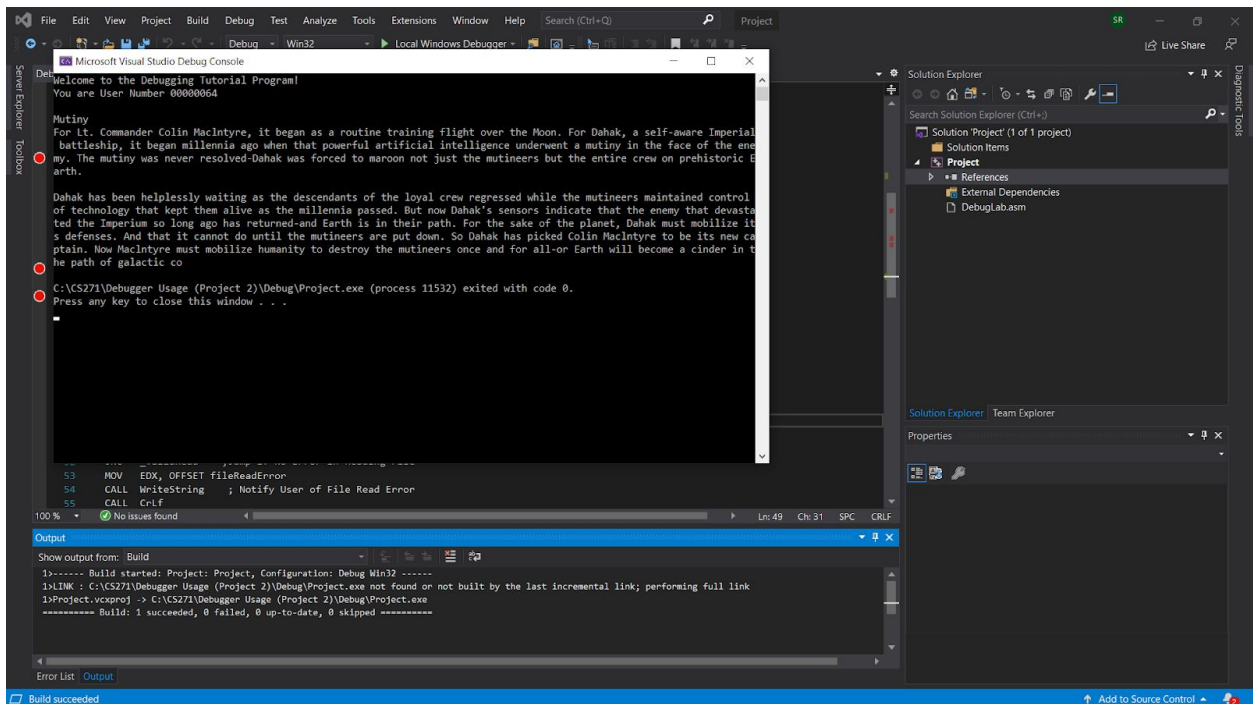 File Edit View Project Build Debug Test Analyze Tools Extensions Window Help Search (Ctrl+Q) Project SR
Debug Win32 Local Windows Debugger Live Share
Server Explorer
Toolbox
Microsoft Visual Studio Debug Console
Deb
Welcome to the Debugging Tutorial Program!
You are User Number 00000064
Mutiny
For Lt. Commander Colin MacIntyre, it began as a routine training flight over the Moon. For Dahak, a self-aware Imperial
battleship, it began millennia ago when that powerful artificial intelligence underwent a mutiny in the face of the ene
my. The mutiny was never resolved-Dahak was forced to maroon not just the mutineers but the entire crew on prehistoric E
arth.
Dahak has been helplessly waiting as the descendants of the loyal crew regressed while the mutineers maintained control
of technology that kept them alive as the millennia passed. But now Dahak's sensors indicate that the enemy that devasta
ted the Imperium so long ago has returned-and Earth is in their path. For the sake of the planet, Dahak must mobilize it
s defenses. And that it cannot do until the mutineers are put down. So Dahak has picked Colin MacIntyre to be its new ca
ptain. Now MacIntyre must mobilize humanity to destroy the mutineers once and for all-or Earth will become a cinder in t
he path of galactic co
C:\CS271\Debugger Usage (Project 2)\Debug\Project.exe (process 11532) exited with code 0.
Press any key to close this window . . .
53 MOV EDX, OFFSET fileReadError
54 CALL WriteString ; Notify User of File Read Error
55 CALL CrLf
100 % No issues found Ln: 49 Ch: 31 SPC CRLF
Output
Show output from: Build
1>------ Build started: Project: Project, Configuration: Debug Win32 ------
1>LINK : C:\CS271\Debugger Usage (Project 2)\Debug\Project.exe not found or not built by the last incremental link; performing full link
1>Project.vcxproj -> C:\CS271\Debugger Usage (Project 2)\Debug\Project.exe
========== Build: 1 succeeded, 0 failed, 0 up-to-date, 0 skipped ==========
Error List Output
Build succeeded Add to Source Control 2
Solution Explorer
Search Solution Explorer (Ctrl+;)
Solution 'Project' (1 of 1 project)
Solution Items
Project
References
External Dependencies
DebugLab.asm
Solution Explorer Team Explorer
Properties
Diagnostic Tools